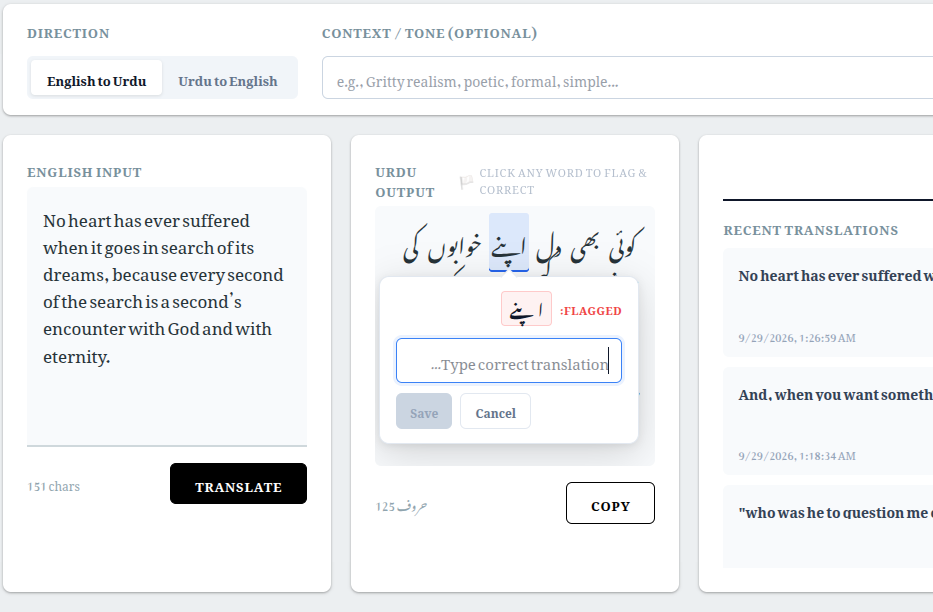 DIRECTION
English to Urdu
Urdu to English
CONTEXT / TONE (OPTIONAL)
e.g., Gritty realism, poetic, formal, simple...
ENGLISH INPUT
No heart has ever suffered
when it goes in search of its
dreams, because every second
of the search is a second's
encounter with God and with
eternity.
151 chars
TRANSLATE
URDU
OUTPUT
CLICK ANY WORD TO FLAG &
CORRECT
کوئی بھی دل اپنے خوابوں کی
:FLAGGED
اپنے
...Type correct translation
Save
Cancel
125 حروف
COPY
RECENT TRANSLATIONS
No heart has ever suffered w
9/29/2026, 1:26:59 AM
And, when you want someth
9/29/2026, 1:18:34 AM
"who was he to question me